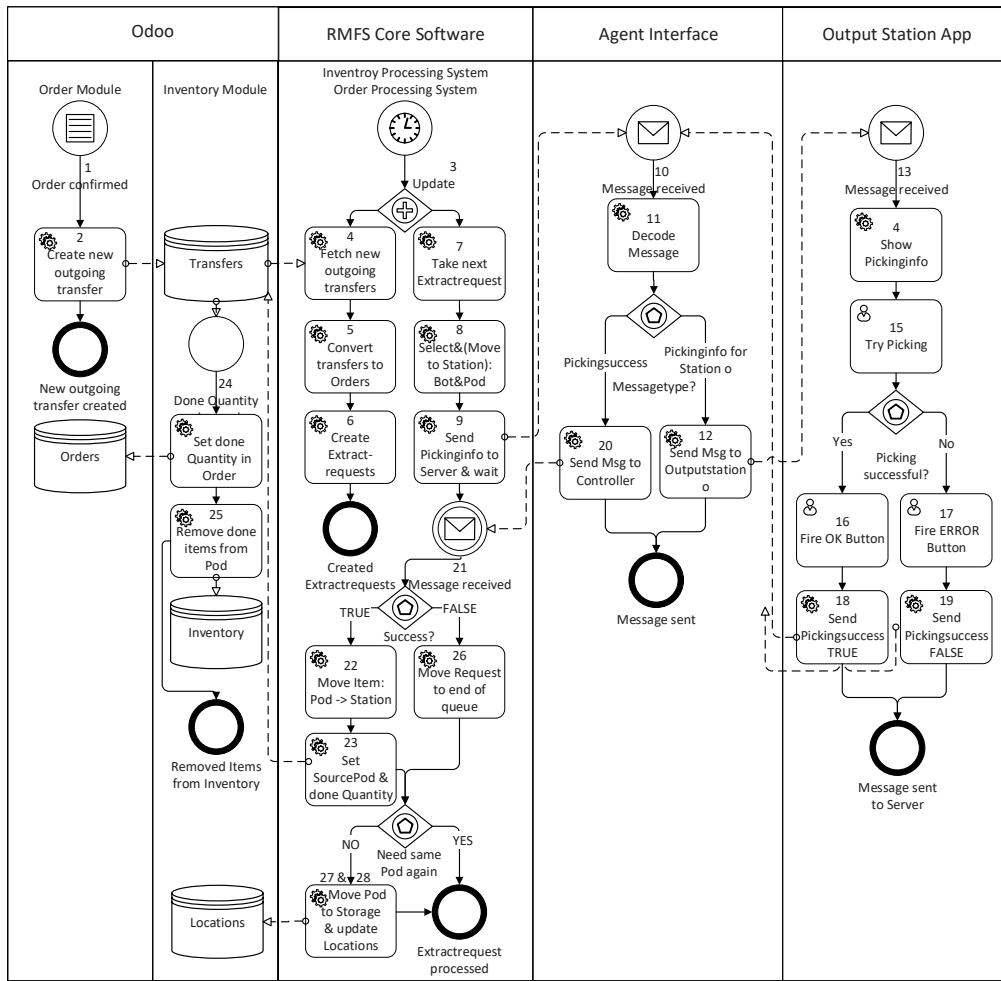 Odoo
RMFS Core Software
Agent Interface
Output Station App
Order Module
Inventory Module
Inventroy Processing System
Order Processing System
1
Order confirmed
2
Create new
outgoing
transfer
New outgoing
transfer created
Orders
Transfers
24
Done Quantity
Set done
Quantity in
Order
25
Remove done
items from
Pod
Inventory
Removed Items
from Inventory
Locations
3
Update
4
Fetch new
outgoing
transfers
5
Convert
transfers to
Orders
6
Create
Extract-
requests
Created
Extractrequests
7
Take next
Extractrequest
8
Select&(Move
to Station):
Bot&Pod
9
Send
Pickinginfo to
Server & wait
21
Message received
TRUE
FALSE
Success?
22
Move Item:
Pod -> Station
23
Set
SourcePod &
done Quantity
26
Move Request
to end of
queue
NO
YES
Need same
Pod again
27 & 28
Move Pod
to Storage
& update
Locations
Extractrequest
processed
10
Message received
11
Decode
Message
Pickingsuccess
Pickinginfo for
Station o
Messagetype?
20
Send Msg to
Controller
12
Send Msg to
Outputstation
o
Message sent
13
Message received
4
Show
Pickinginfo
15
Try Picking
Yes
No
Picking
successful?
16
Fire OK Button
17
Fire ERROR
Button
18
Send
Pickingsuccess
TRUE
19
Send
Pickingsuccess
FALSE
Message sent
to Server